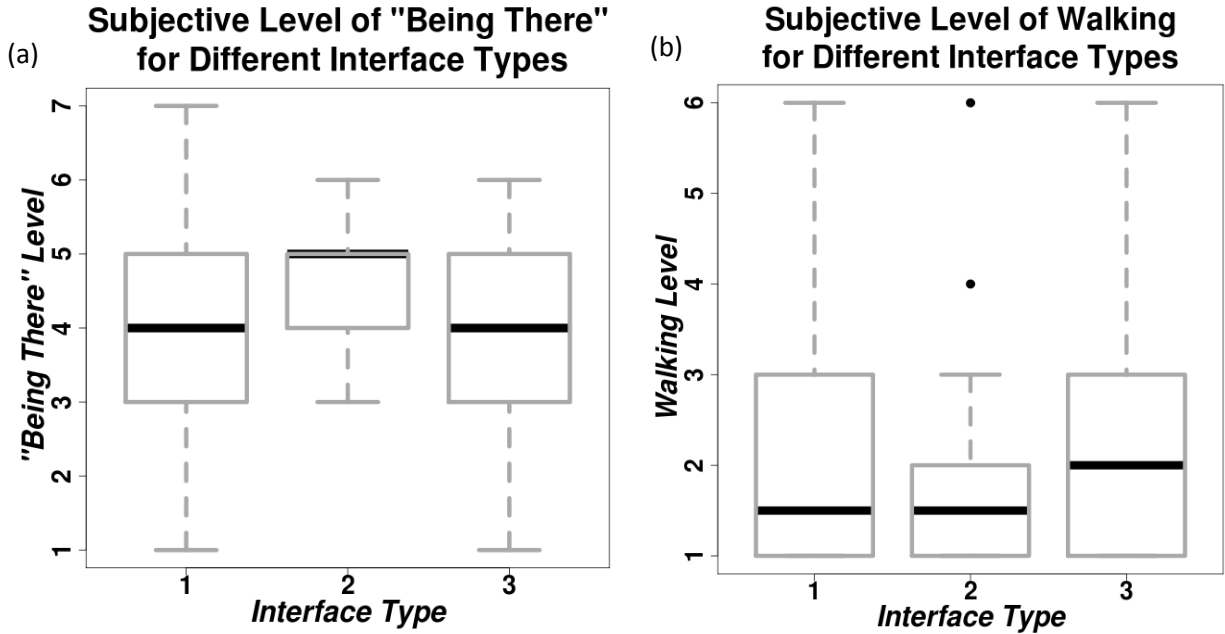 (a)
Subjective Level of "Being There"
for Different Interface Types
"Being There" Level
7
6
5
4
3
2
1
1 2 3
Interface Type
(b)
Subjective Level of Walking
for Different Interface Types
Walking Level
6
5
4
3
2
1
1 2 3
Interface Type